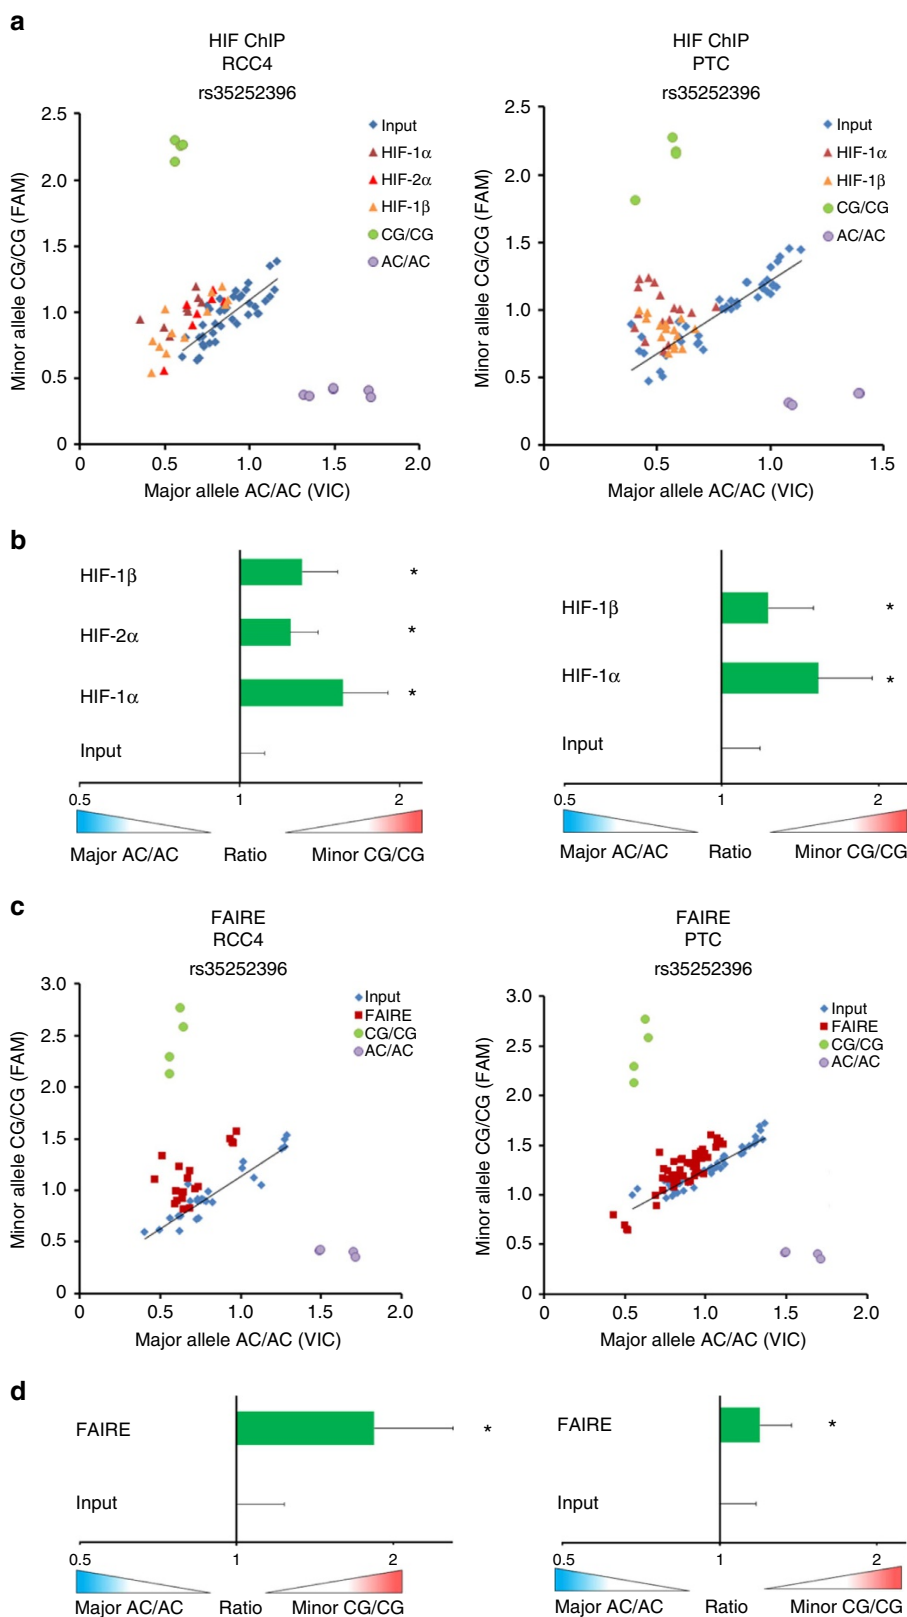 a
HIF ChIP
RCC4
rs35252396
2.5
2.0
1.5
1.0
0.5
0
0
0.5
1.0
1.5
2.0
Minor allele CG/CG (FAM)
Major allele AC/AC (VIC)
Input
HIF-1α
HIF-2α
HIF-1β
CG/CG
AC/AC
HIF ChIP
PTC
rs35252396
2.5
2.0
1.5
1.0
0.5
0
0
0.5
1.0
1.5
Minor allele CG/CG (FAM)
Major allele AC/AC (VIC)
Input
HIF-1α
HIF-1β
CG/CG
AC/AC
b
HIF-1β *
HIF-2α *
HIF-1α *
Input
0.5 1 2
Major AC/AC Ratio Minor CG/CG
HIF-1β *
HIF-1α *
Input
0.5 1 2
Major AC/AC Ratio Minor CG/CG
c
FAIRE
RCC4
rs35252396
3.0
2.5
2.0
1.5
1.0
0.5
0
0
0.5
1.0
1.5
2.0
Minor allele CG/CG (FAM)
Major allele AC/AC (VIC)
Input
FAIRE
CG/CG
AC/AC
FAIRE
PTC
rs35252396
3.0
2.5
2.0
1.5
1.0
0.5
0
0
0.5
1.0
1.5
2.0
Minor allele CG/CG (FAM)
Major allele AC/AC (VIC)
Input
FAIRE
CG/CG
AC/AC
d
FAIRE *
Input
0.5 1 2
Major AC/AC Ratio Minor CG/CG
FAIRE *
Input
0.5 1 2
Major AC/AC Ratio Minor CG/CG